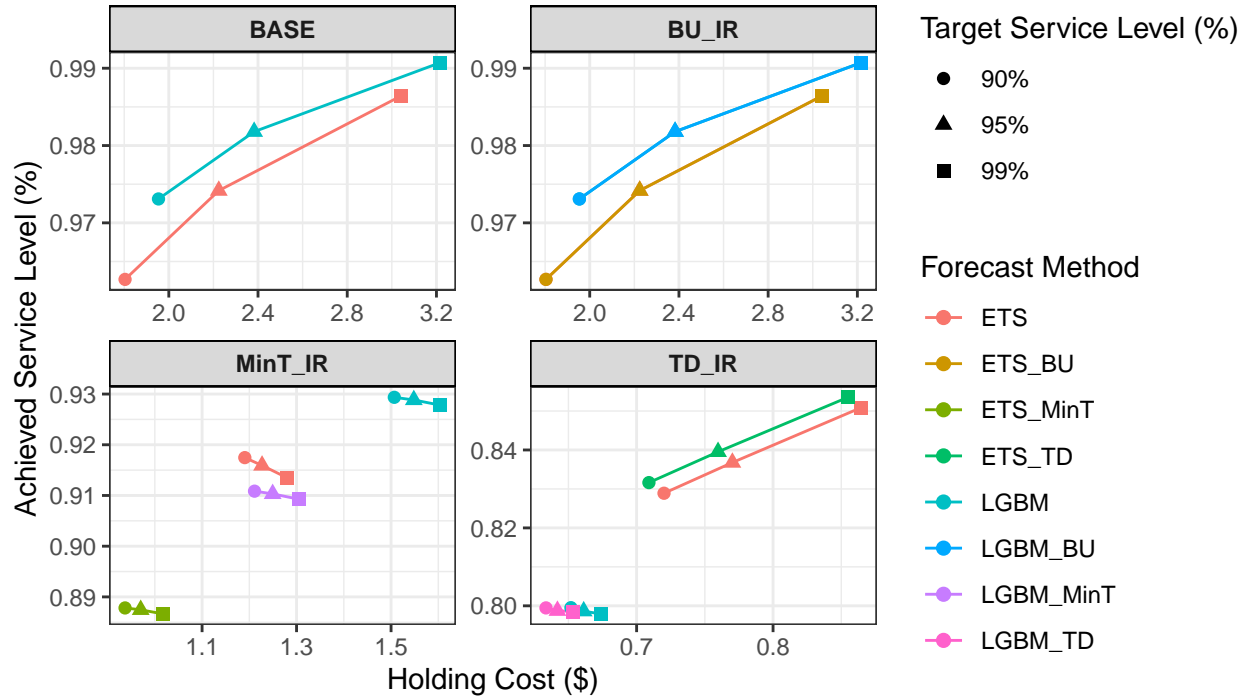 BASE
BU_IR
0.99
0.98
0.97
2.0 2.4 2.8 3.2
0.99
0.98
0.97
2.0 2.4 2.8 3.2
MinT_IR
TD_IR
0.93
0.92
0.91
0.90
0.89
1.1 1.3 1.5
0.84
0.82
0.80
0.7 0.8
Achieved Service Level (%)
Holding Cost ($)
Target Service Level (%)
90%
95%
99%
Forecast Method
ETS
ETS_BU
ETS_MinT
ETS_TD
LGBM
LGBM_BU
LGBM_MinT
LGBM_TD